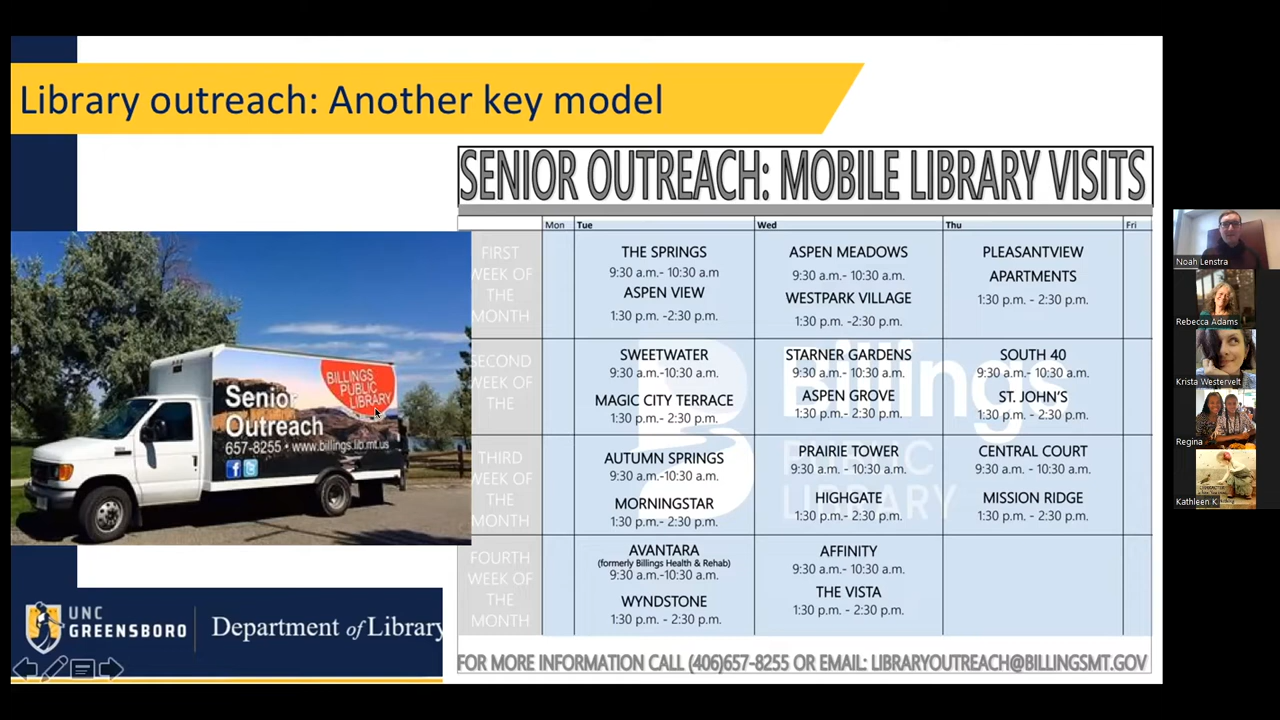 Library outreach: Another key model
SENIOR OUTREACH: MOBILE LIBRARY VISITS
Mon Tue Wed Thu Fri
FIRST WEEK OF THE MONTH
THE SPRINGS
9:30 a.m.- 10:30 a.m
ASPEN VIEW
1:30 p.m. -2:30 p.m.
ASPEN MEADOWS
9:30 a.m.- 10:30 a.m.
WESTPARK VILLAGE
1:30 p.m. -2:30 p.m.
PLEASANTVIEW
APARTMENTS
1:30 p.m. - 2:30 p.m.
SECOND WEEK OF THE
SWEETWATER
9:30 a.m.-10:30 a.m.
MAGIC CITY TERRACE
1:30 p.m.- 2:30 p.m.
STARNER GARDENS
9:30 a.m.- 10:30 a.m.
ASPEN GROVE
1:30 p.m.- 2:30 p.m.
SOUTH 40
9:30 a.m.- 10:30 a.m.
ST. JOHN'S
1:30 p.m. - 2:30 p.m.
THIRD WEEK OF THE MONTH
AUTUMN SPRINGS
9:30 a.m.-10:30 a.m.
MORNINGSTAR
1:30 p.m.- 2:30 p.m.
PRAIRIE TOWER
9:30 a.m. - 10:30 a.m.
HIGHGATE
1:30 p.m.- 2:30 p.m.
CENTRAL COURT
9:30 a.m. - 10:30 a.m.
MISSION RIDGE
1:30 p.m.- 2:30 p.m.
FOURTH WEEK OF THE MONTH
AVANTARA
(formerly Billings Health & Rehab)
9:30 a.m.-10:30 a.m.
WYNDSTONE
1:30 p.m. - 2:30 p.m.
AFFINITY
9:30 a.m.- 10:30 a.m.
THE VISTA
1:30 p.m. - 2:30 p.m.
Billings
PUBLIC
LIBRARY
FOR MORE INFORMATION CALL (406)657-8255 OR EMAIL: LIBRARYOUTREACH@BILLINGSMT.GOV
BILLINGS
PUBLIC
LIBRARY
Senior
Outreach
657-8255 • www.billings.lib.mt.us
UNC
GREENSBORO
Department of Library
Noah Lenstra
Rebecca Adams
Krista Westervelt
Regina
Kathleen K